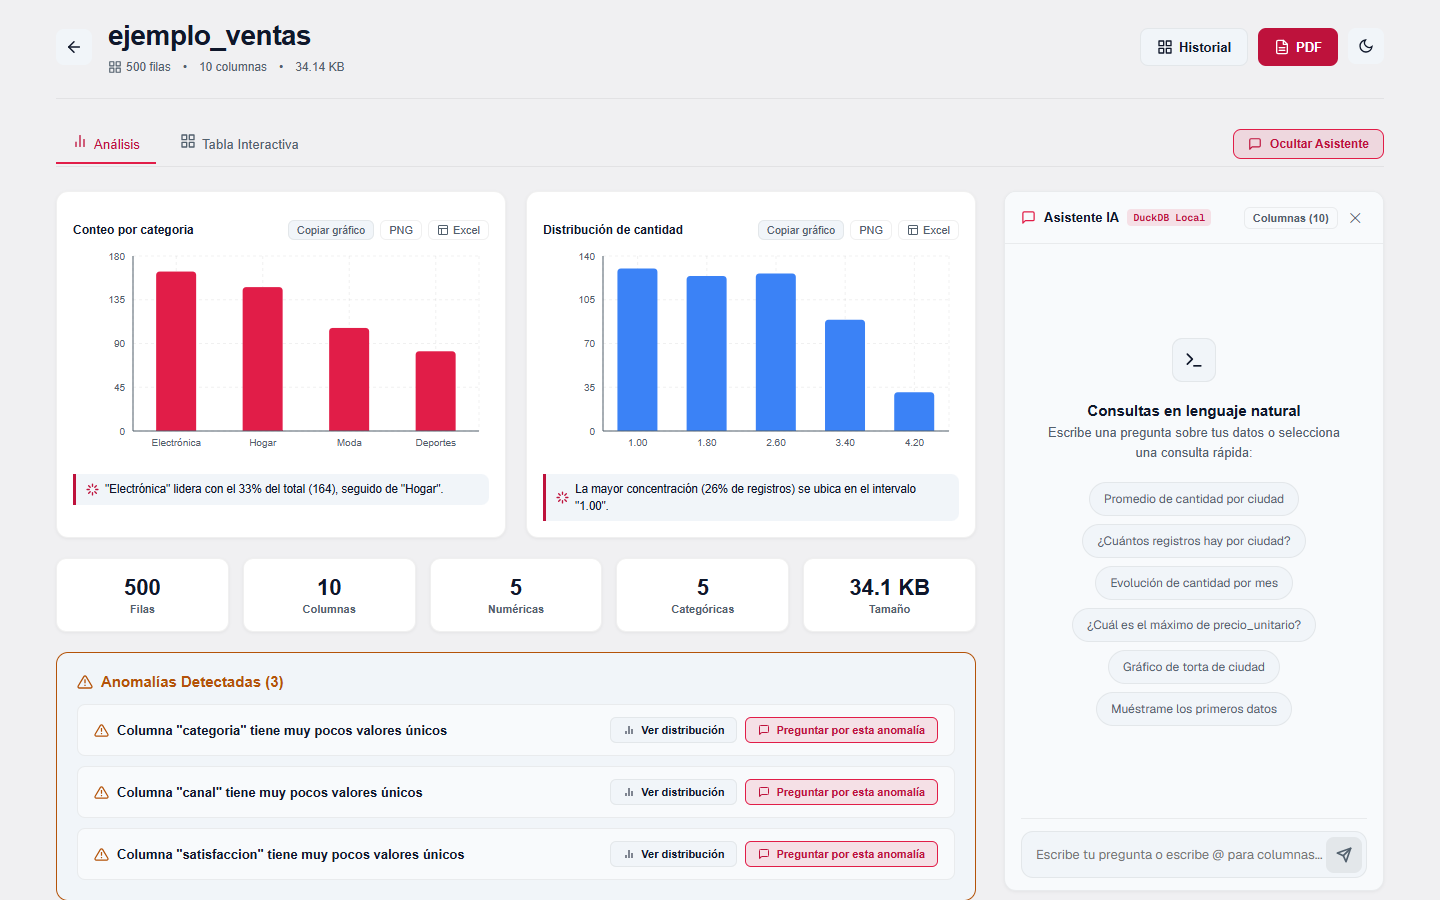 ejemplo_ventas
500 filas • 10 columnas • 34.14 KB
Historial
PDF
Análisis
Tabla Interactiva
Ocultar Asistente
Conteo por categoria
Copiar gráfico
PNG
Excel
180
135
90
45
0
Electrónica
Hogar
Moda
Deportes
"Electrónica" lidera con el 33% del total (164), seguido de "Hogar".
Distribución de cantidad
Copiar gráfico
PNG
Excel
140
105
70
35
0
1.00
1.80
2.60
3.40
4.20
La mayor concentración (26% de registros) se ubica en el intervalo
"1.00".
500
Filas
10
Columnas
5
Numéricas
5
Categóricas
34.1 KB
Tamaño
Anomalías Detectadas (3)
Columna "categoria" tiene muy pocos valores únicos
Ver distribución
Preguntar por esta anomalía
Columna "canal" tiene muy pocos valores únicos
Ver distribución
Preguntar por esta anomalía
Columna "satisfaccion" tiene muy pocos valores únicos
Ver distribución
Preguntar por esta anomalía
Asistente IA
DuckDB Local
Columnas (10)
Consultas en lenguaje natural
Escribe una pregunta sobre tus datos o selecciona
una consulta rápida:
Promedio de cantidad por ciudad
¿Cuántos registros hay por ciudad?
Evolución de cantidad por mes
¿Cuál es el máximo de precio_unitario?
Gráfico de torta de ciudad
Muéstrame los primeros datos
Escribe tu pregunta o escribe @ para columnas...